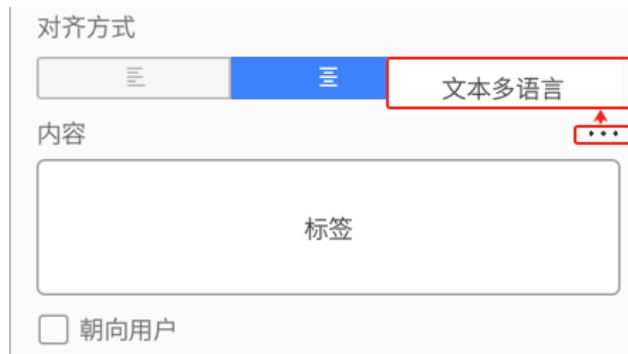 对齐方式
文本多语言
内容
标签
朝向用户